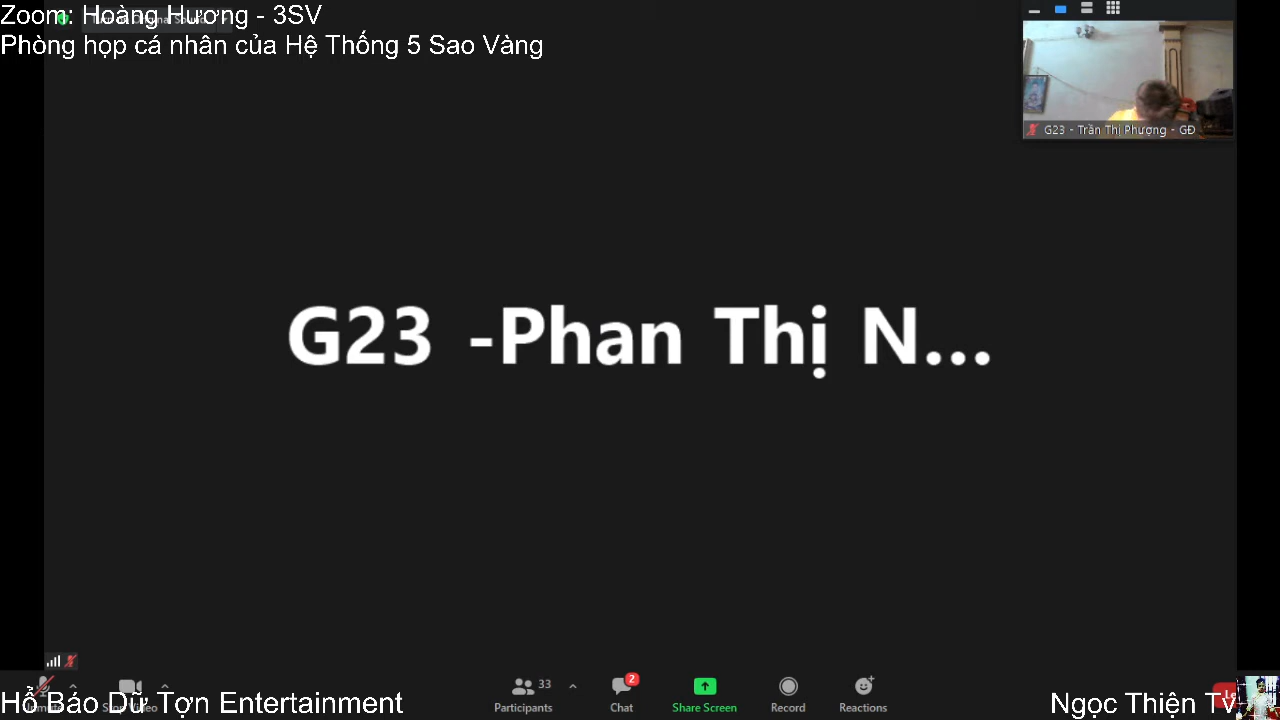 Zoom: Hoàng Hương - 3SV
Phòng họp cá nhân của Hệ Thống 5 Sao Vàng
G23 - Trần Thị Phượng - GĐ
G23 -Phan Thị N...
33
2
Participants
Chat
Share Screen
Record
Reactions
Hổ Báo Dữ Tợn Entertainment
Ngọc Thiện Tv